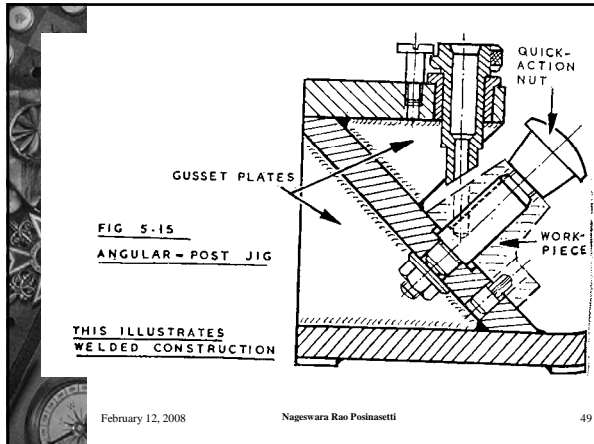 QUICK-
ACTION
NUT
GUSSET PLATES
FIG 5-15
ANGULAR-POST JIG
WORK-
PIECE
THIS ILLUSTRATES
WELDED CONSTRUCTION
February 12, 2008
Nageswara Rao Posinasetti
49